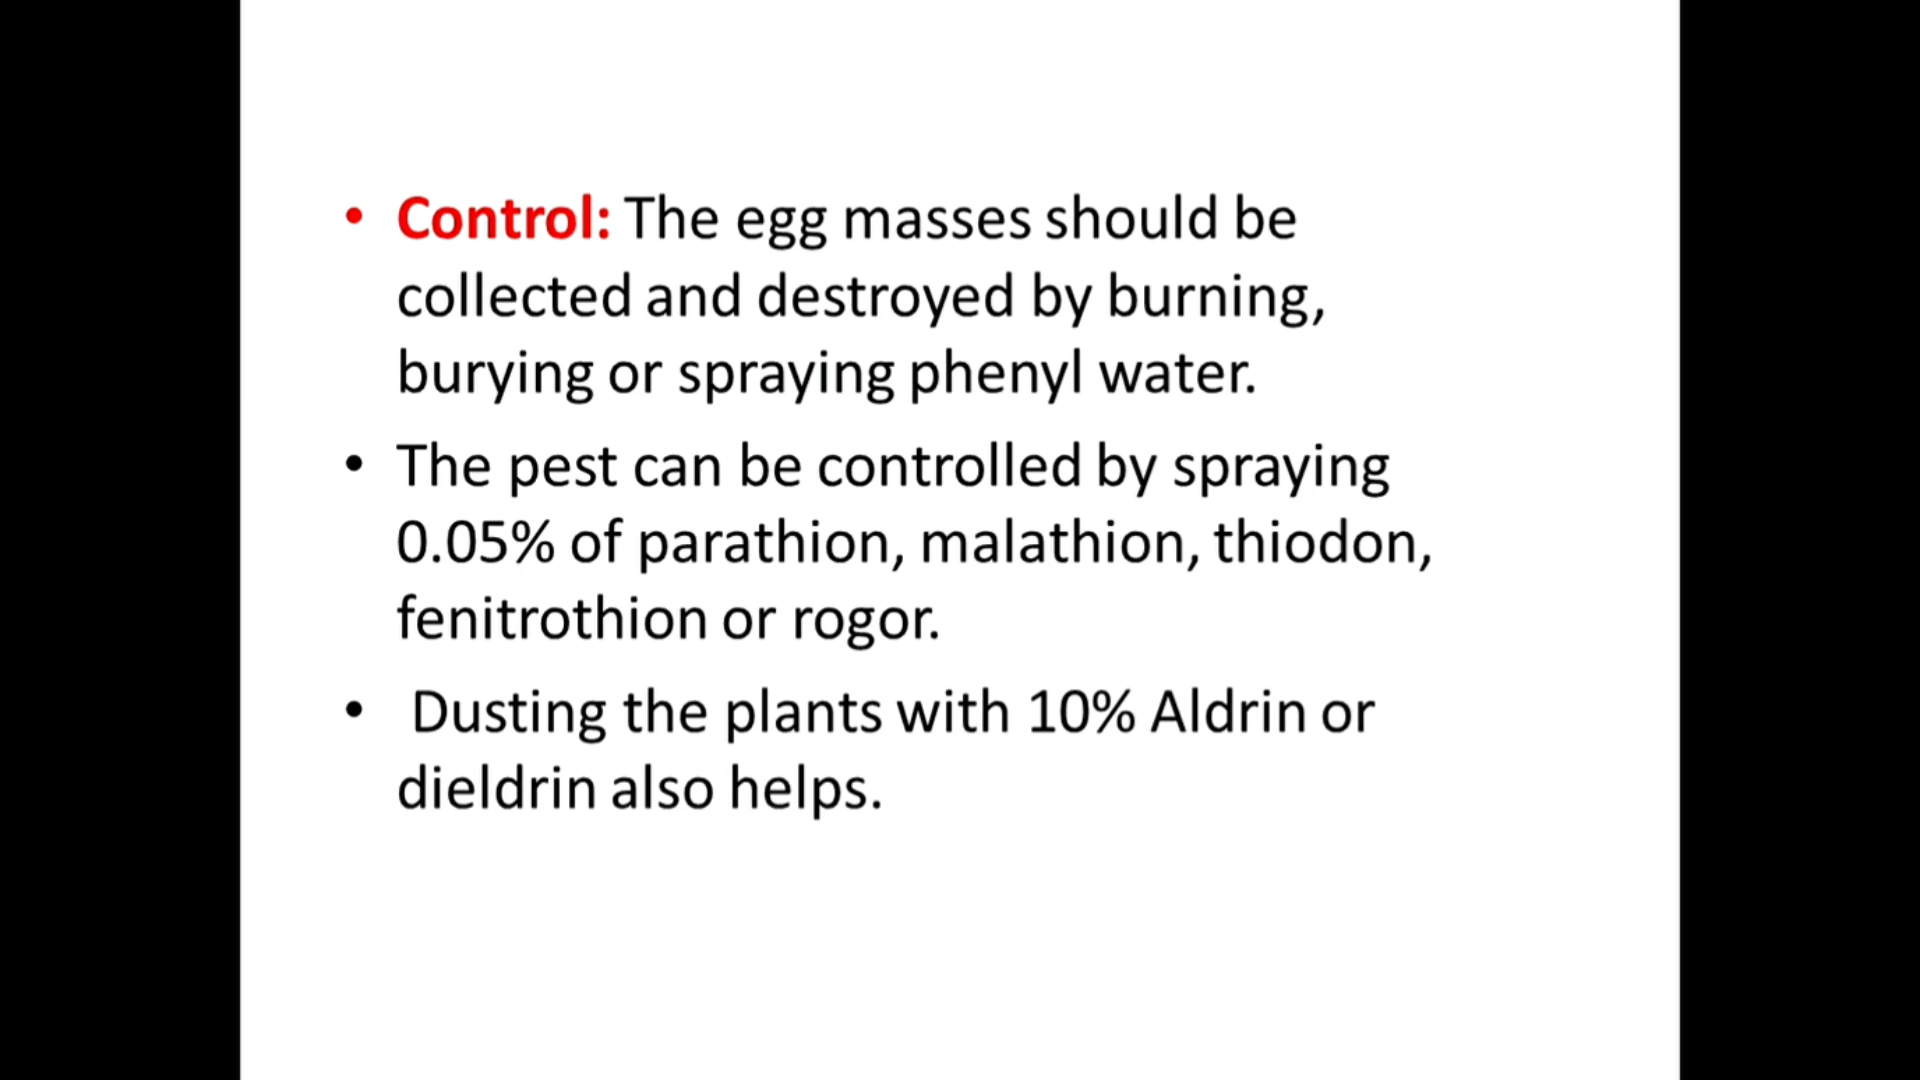 • Control: The egg masses should be
collected and destroyed by burning,
burying or spraying phenyl water.
• The pest can be controlled by spraying
0.05% of parathion, malathion, thiodon,
fenitrothion or rogor.
• Dusting the plants with 10% Aldrin or
dieldrin also helps.